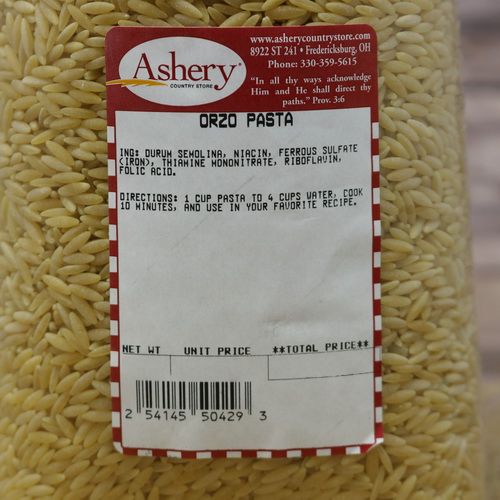 Ashery®
COUNTRY STORE
www.asherycountrystore.com
8922 ST 241 • Fredericksburg, OH
Phone: 330-359-5615
"In all thy ways acknowledge
Him and He shall direct thy
paths." Prov. 3:6
ORZO PASTA
ING: DURUM SEMOLINA, NIACIN, FERROUS SULFATE
(IRON), THIAMINE MONONITRATE, RIBOFLAVIN,
FOLIC ACID.
DIRECTIONS: 1 CUP PASTA TO 4 CUPS WATER, COOK
10 MINUTES, AND USE IN YOUR FAVORITE RECIPE.
NET WT UNIT PRICE **TOTAL PRICE**
2 54145 50429 3